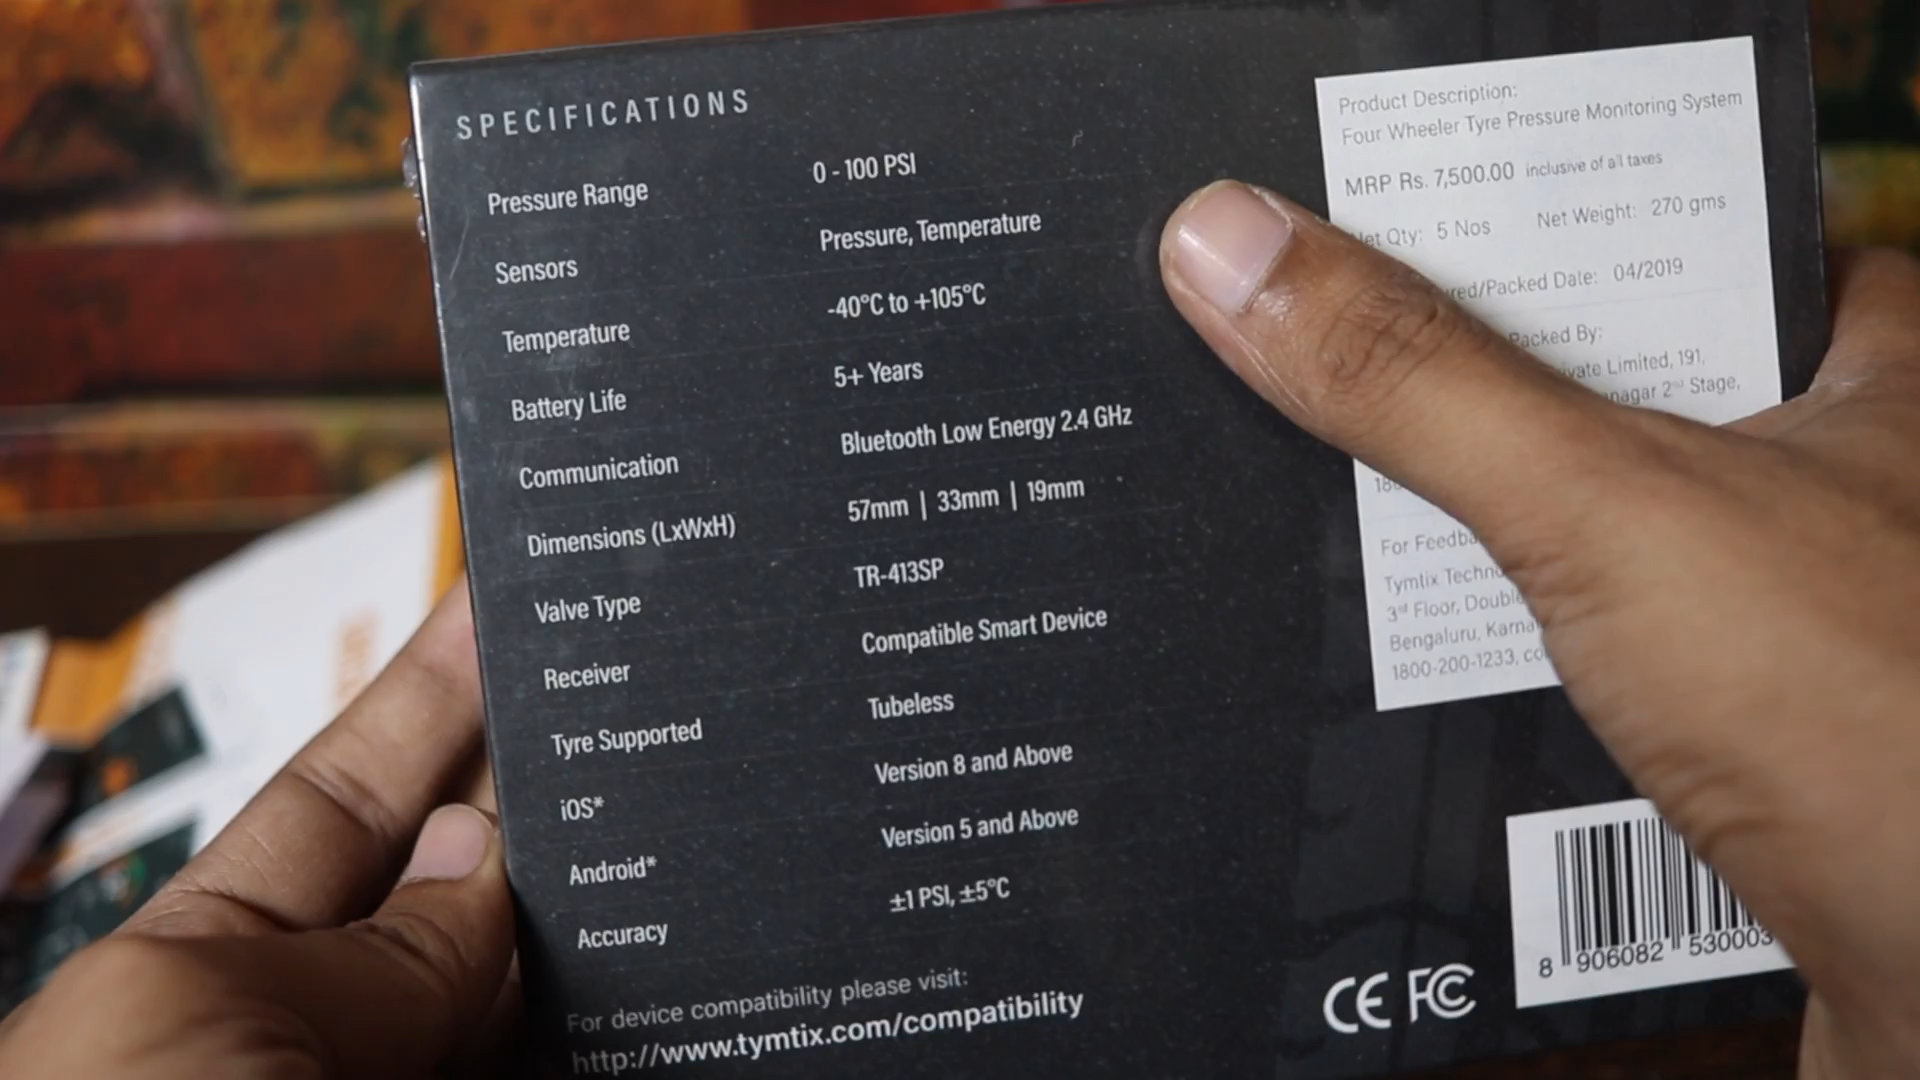 SPECIFICATIONS
Pressure Range 0 - 100 PSI
Sensors Pressure, Temperature
Temperature -40°C to +105°C
Battery Life 5+ Years
Communication Bluetooth Low Energy 2.4 GHz
Dimensions (LxWxH) 57mm | 33mm | 19mm
Valve Type TR-413SP
Receiver Compatible Smart Device
Tyre Supported Tubeless
iOS* Version 8 and Above
Android* Version 5 and Above
Accuracy ±1 PSI, ±5°C
For device compatibility please visit:
http://www.tymtix.com/compatibility
Product Description:
Four Wheeler Tyre Pressure Monitoring System
MRP Rs. 7,500.00 inclusive of all taxes
Qty: 5 Nos Net Weight: 270 gms
Packed Date: 04/2019
Packed By:
Limited, 191,
2nd Stage,
For
Tymtix
3rd Floor,
Bengaluru,
1800-200-1233,
CE FC
8 906082 530003